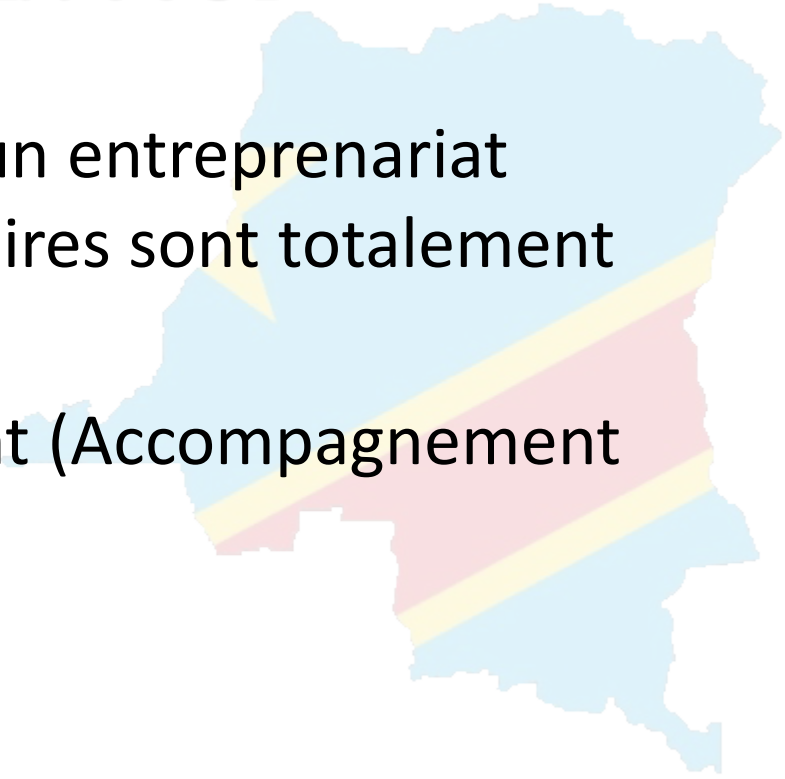 un entreprenariat
ires sont totalement
t (Accompagnement